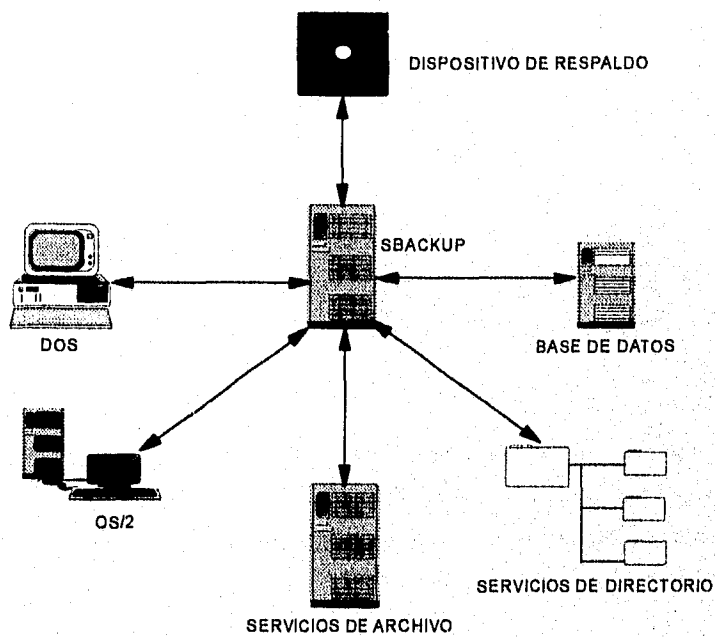 DISPOSITIVO DE RESPALDO
SBACKUP
DOS
BASE DE DATOS
OS/2
SERVICIOS DE DIRECTORIO
SERVICIOS DE ARCHIVO